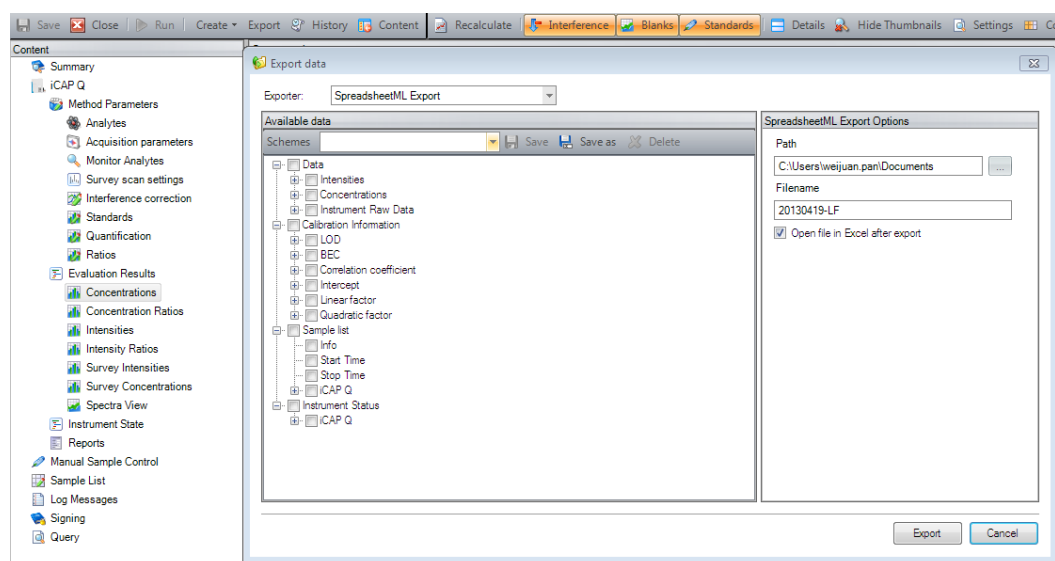 Save Close Run Create Export History Content Recalculate Interference Blanks Standards Details Hide Thumbnails Settings
Content
Summary
iCAP Q
Method Parameters
Analytes
Acquisition parameters
Monitor Analytes
Survey scan settings
Interference correction
Standards
Quantification
Ratios
Evaluation Results
Concentrations
Concentration Ratios
Intensities
Intensity Ratios
Survey Intensities
Survey Concentrations
Spectra View
Instrument State
Reports
Manual Sample Control
Sample List
Log Messages
Signing
Query
Export data
Exporter: SpreadsheetML Export
Available data
Schemes Save Save as Delete
Data
Intensities
Concentrations
Instrument Raw Data
Calibration Information
LOD
BEC
Correlation coefficient
Intercept
Linear factor
Quadratic factor
Sample list
Info
Start Time
Stop Time
iCAP Q
Instrument Status
iCAP Q
SpreadsheetML Export Options
Path
C:\Users\weijuan.pan\Documents ...
Filename
20130419-LF
Open file in Excel after export
Export Cancel